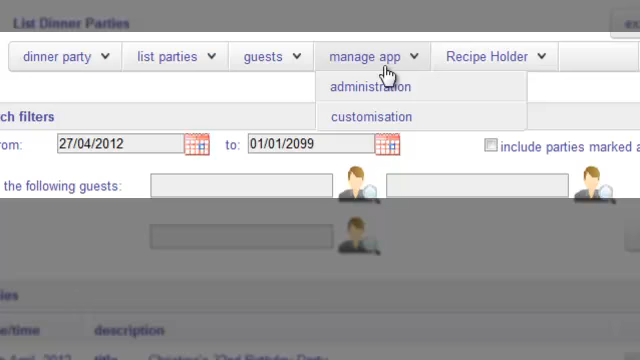 List Dinner Parties
dinner party list parties guests manage app Recipe Holder
administration
customisation
ch filters
rom: 27/04/2012 to: 01/01/2099 include parties marked a
the following guests:
ies
e/time description
title